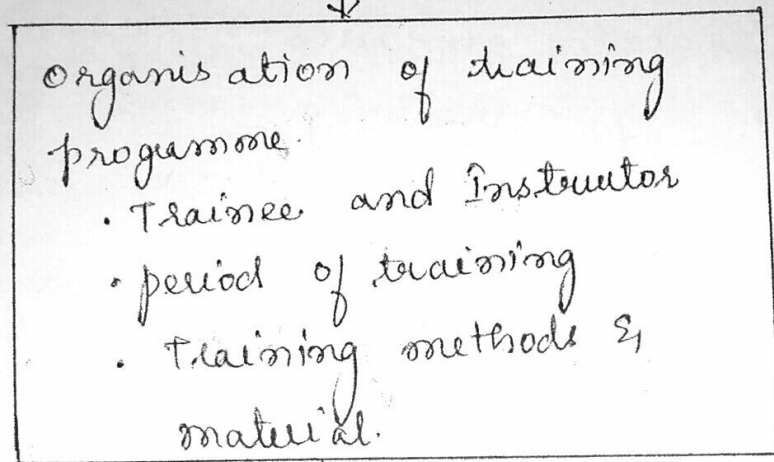 Organisation of training
programme.
• Trainee and Instructor
• period of training
• Training methods &
material.